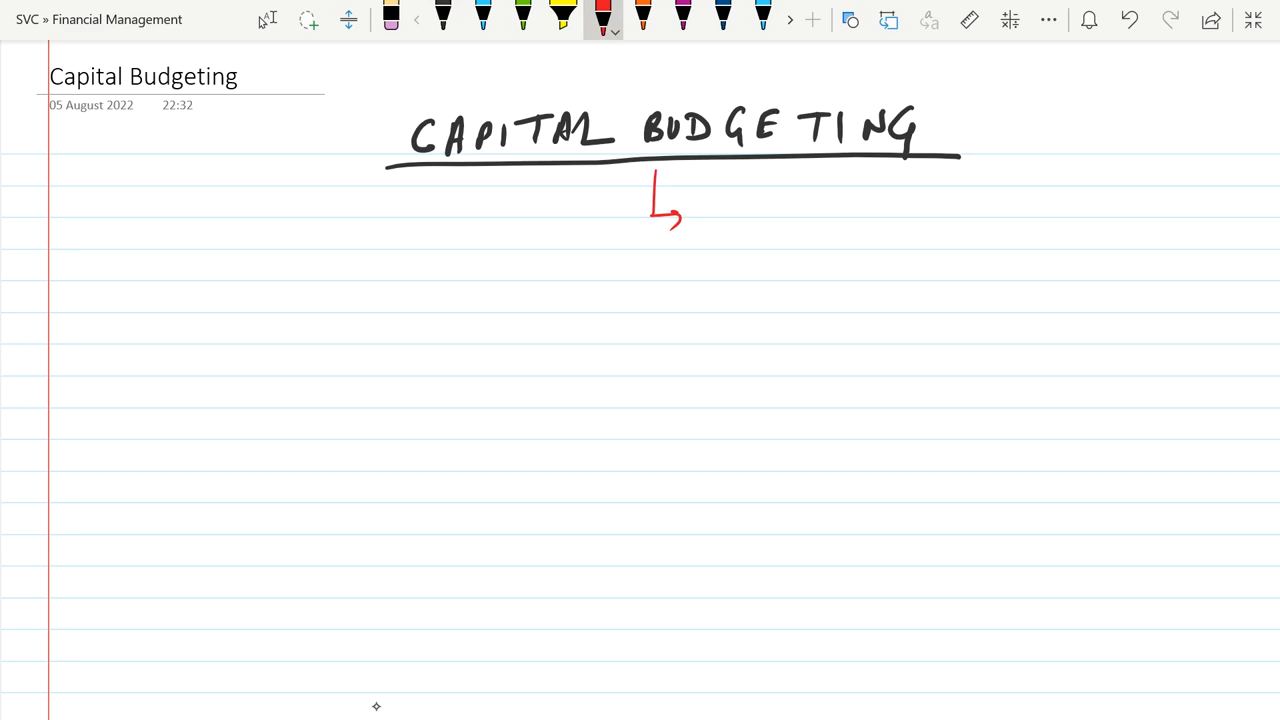 SVC » Financial Management
Capital Budgeting
05 August 2022 22:32
CAPITAL BUDGETING